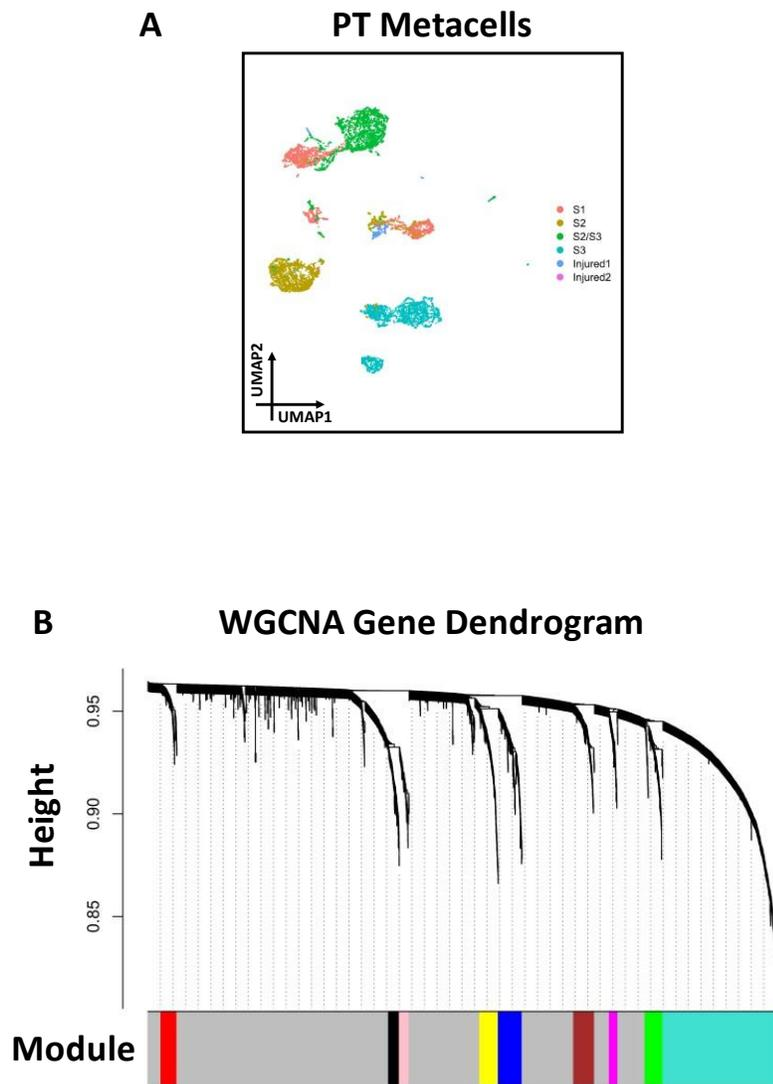 A
PT Metacells
S1
S2
S2/S3
S3
Injured1
Injured2
UMAP2
UMAP1
B
WGCNA Gene Dendrogram
Height
0.95
0.90
0.85
Module